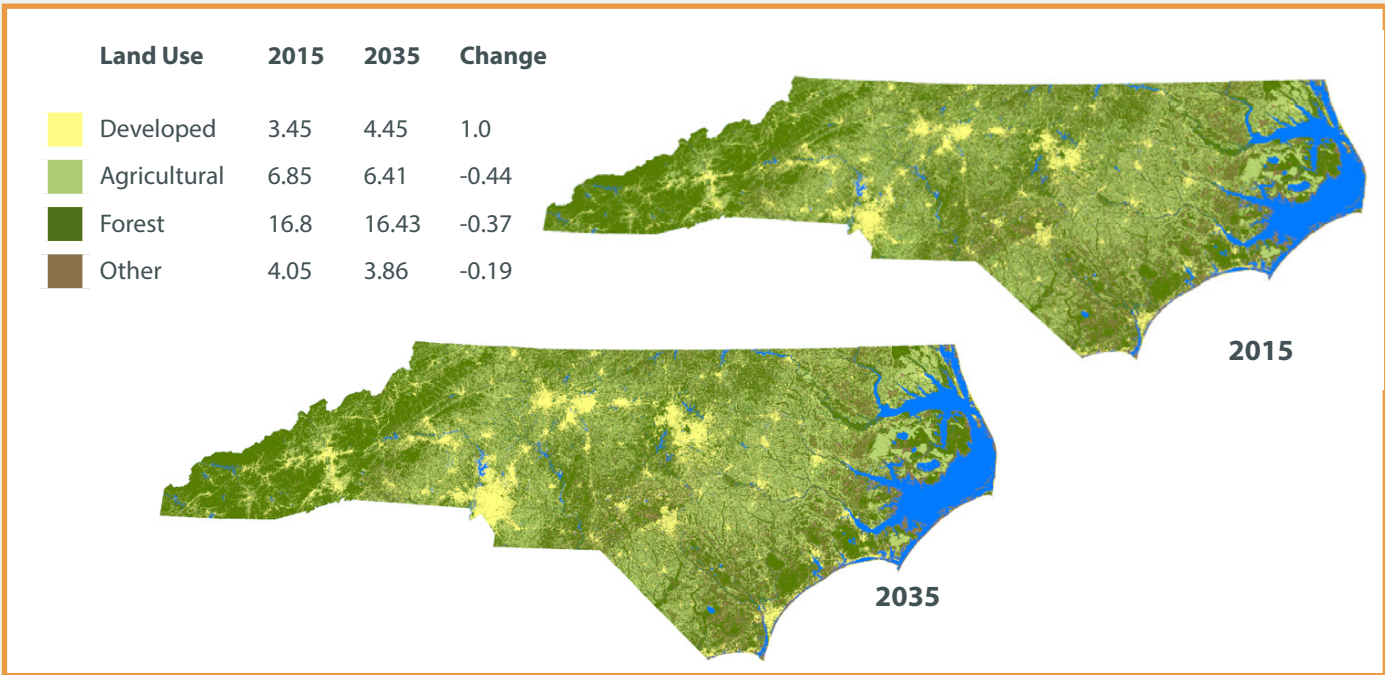 Land Use 2015 2035 Change
Developed 3.45 4.45 1.0
Agricultural 6.85 6.41 -0.44
Forest 16.8 16.43 -0.37
Other 4.05 3.86 -0.19
2015
2035